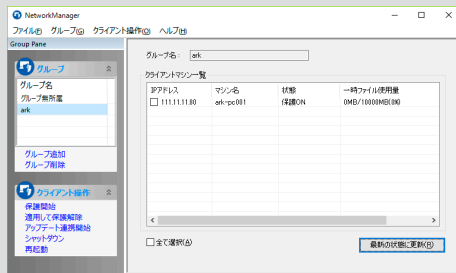 NetworkManager
ファイル(F) グループ(G) クライアント操作(O) ヘルプ(H)
Group Pane
グループ
グループ名
グループ無所属
ark
グループ追加
グループ削除
クライアント操作
保護開始
適用して保護解除
アップデート連携開始
シャットダウン
再起動
グループ名: ark
クライアントマシン一覧
IPアドレス マシン名 状態 一時ファイル使用量
111.11.11.80 ark-pc001 保護ON 0MB/10000MB(0%)
全て選択(A)
最新の状態に更新(R)